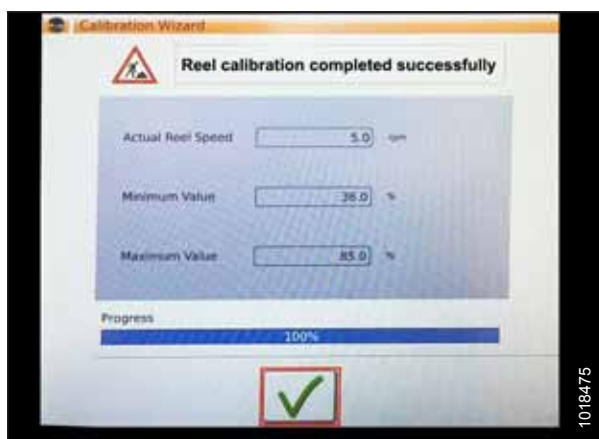 Calibration Wizard
Reel calibration completed successfully
Actual Reel Speed 5.0 rpm
Minimum Value 36.0 %
Maximum Value 85.0 %
Progress
100%
1018475